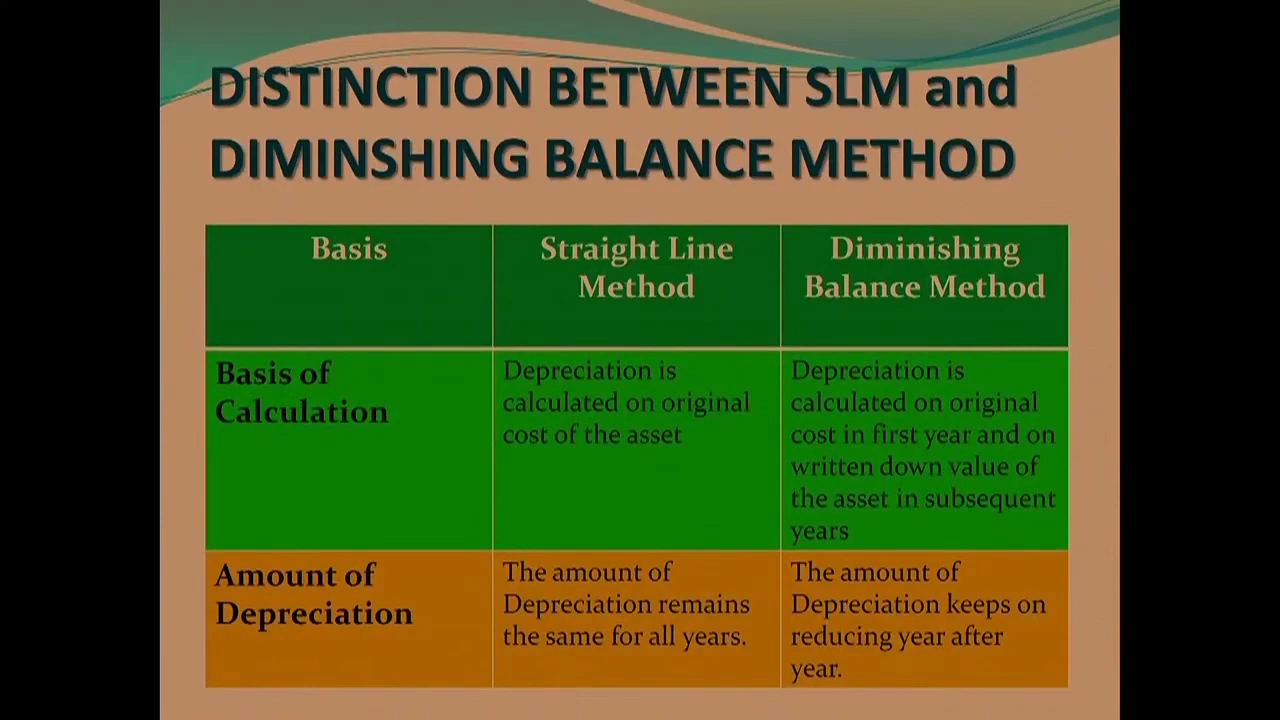 DISTINCTION BETWEEN SLM and
DIMINSHING BALANCE METHOD
Basis
Straight Line
Method
Diminishing
Balance Method
Basis of
Calculation
Depreciation is
calculated on original
cost of the asset
Depreciation is
calculated on original
cost in first year and on
written down value of
the asset in subsequent
years
Amount of
Depreciation
The amount of
Depreciation remains
the same for all years.
The amount of
Depreciation keeps on
reducing year after
year.